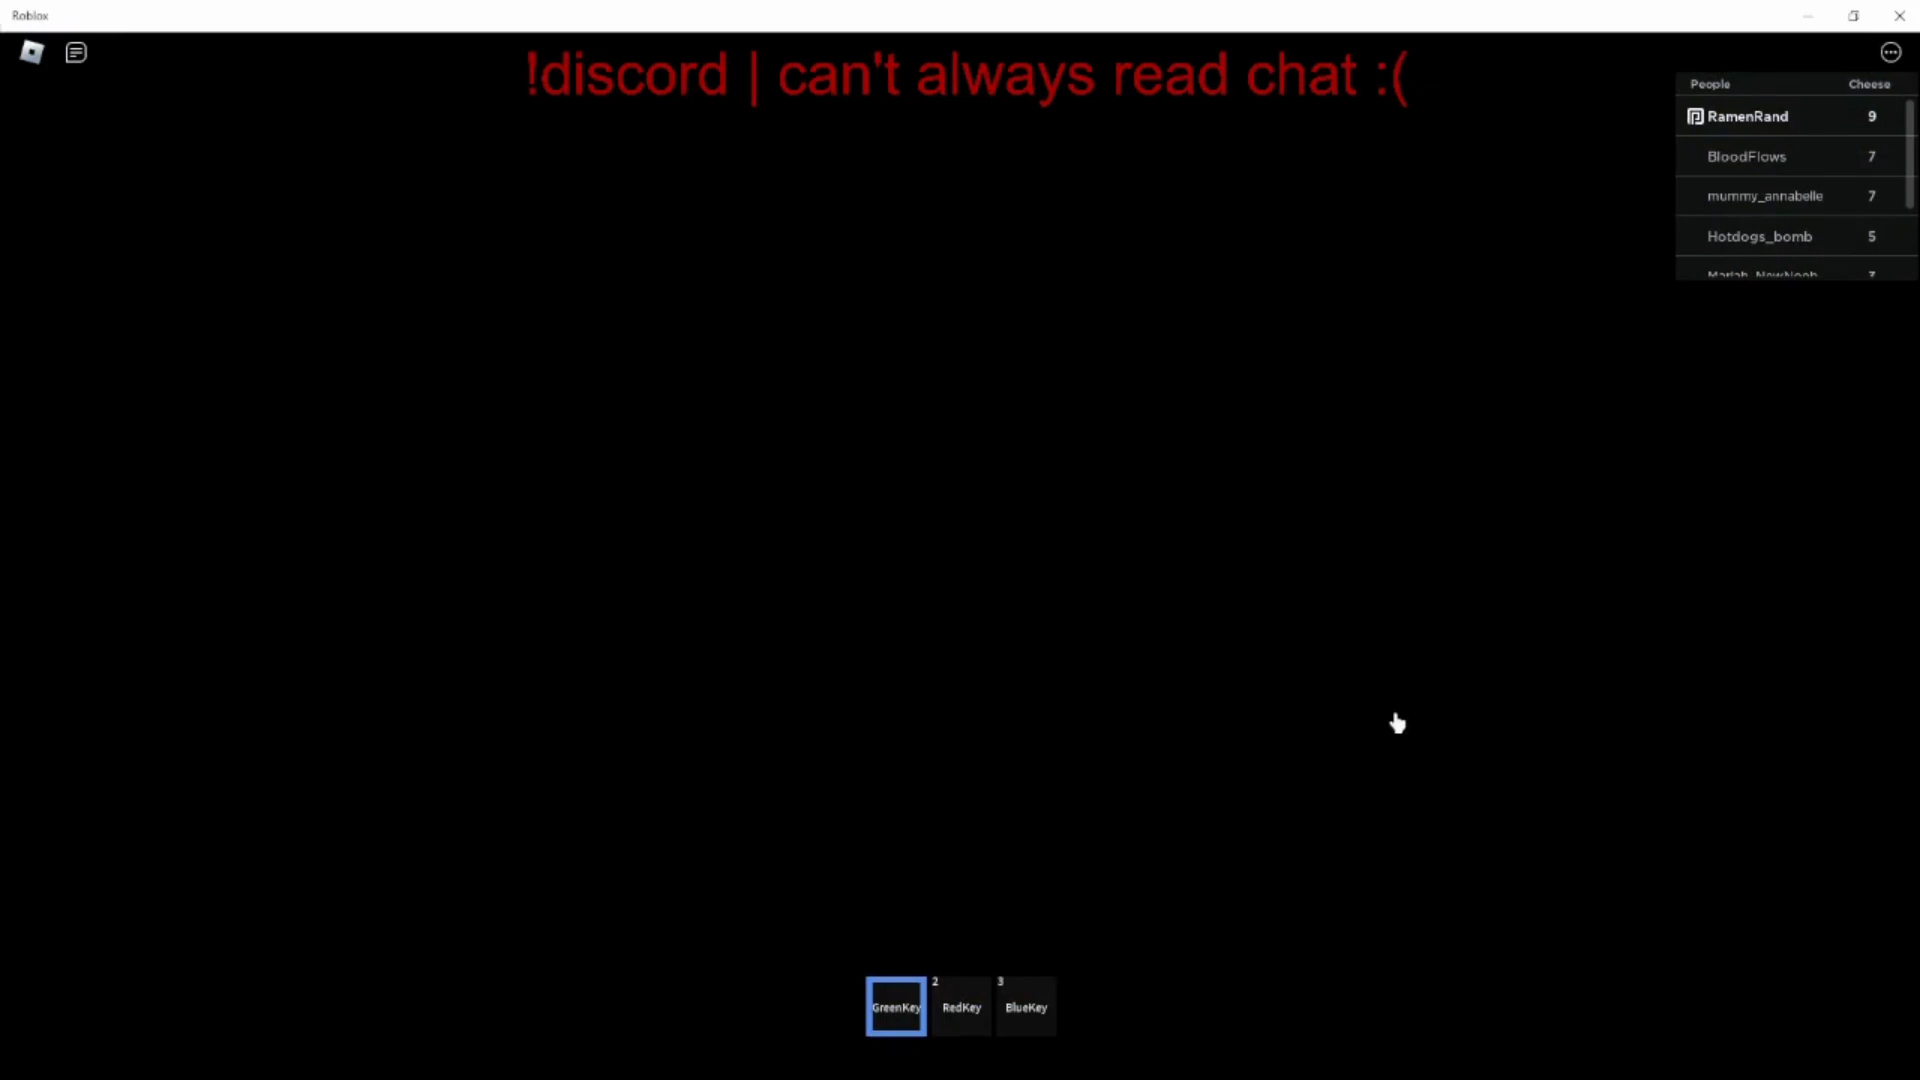 Roblox
!discord | can't always read chat :(
People Cheese
RamenRand 9
BloodFlows 7
mummy_annabelle 7
Hotdogs_bomb 5
GreenKey
2 RedKey
3 BlueKey